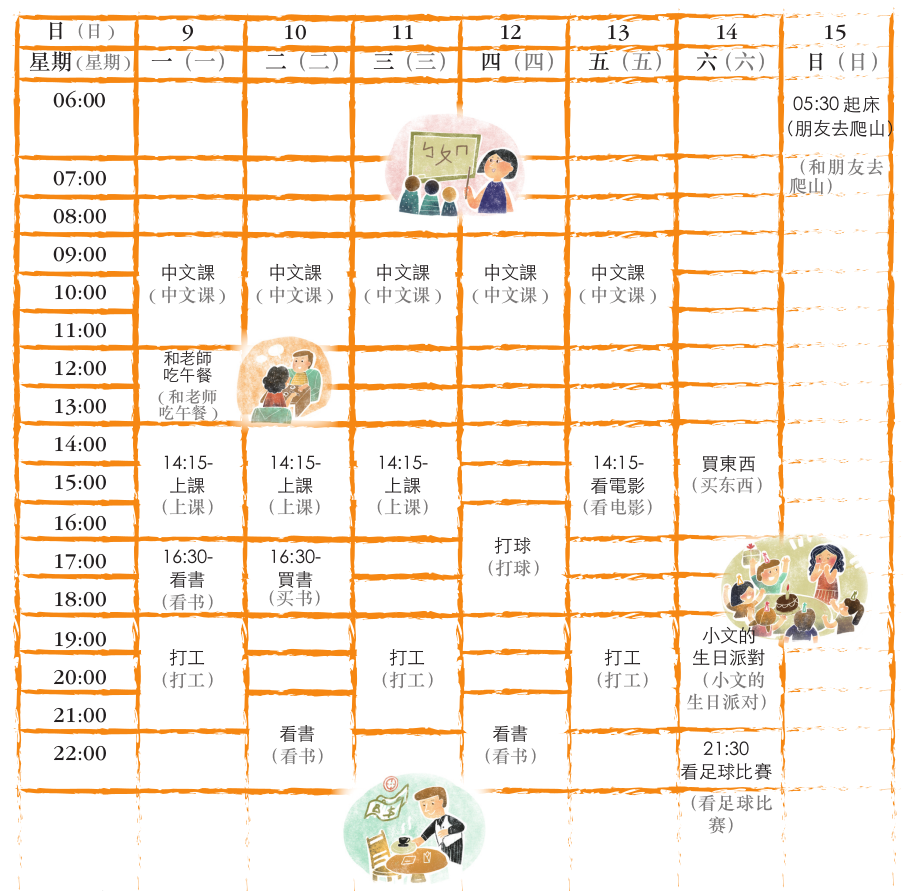 日（日） 9 10 11 12 13 14 15
星期(星期) 一（一） 二（二） 三（三） 四（四） 五（五） 六（六） 日（日）
06:00
05:30 起床
（朋友去爬山）
（和朋友去
爬山）
07:00
08:00
ㄅㄆㄇ
09:00
10:00
11:00
中文課 中文課 中文課 中文課 中文課
（中文课） （中文课） （中文课） （中文课） （中文课）
12:00
13:00
和老師
吃午餐
（和老师
吃午餐）
14:00
15:00
16:00
14:15- 14:15- 14:15- 14:15- 買東西
上課 上課 上課 看電影 （买东西）
（上课） （上课） （上课） （看电影）
打球
（打球）
17:00
18:00
16:30- 16:30-
看書 買書
（看书） （买书）
19:00
20:00
21:00
打工 打工 打工
（打工） （打工） （打工）
小文的
生日派對
（小文的
生日派对）
22:00
看書 看書
（看书） （看书）
21:30
看足球比賽
（看足球比
赛）